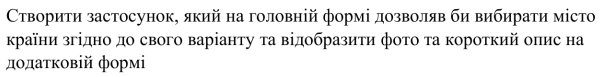 Створити застосунок, який на головній формі дозволяв би вибирати місто
країни згідно до свого варіанту та відобразити фото та короткий опис на
додатковій формі